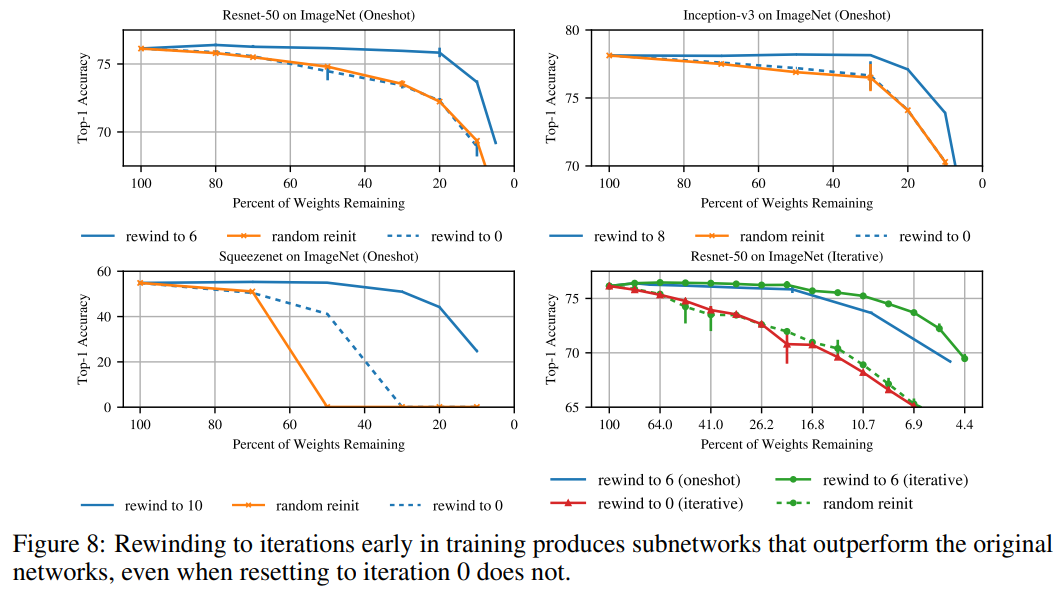 Resnet-50 on ImageNet (Oneshot)
75
70
Top-1 Accuracy
100 80 60 40 20 0
Percent of Weights Remaining
rewind to 6 random reinit rewind to 0
Inception-v3 on ImageNet (Oneshot)
80
75
70
Top-1 Accuracy
100 80 60 40 20 0
Percent of Weights Remaining
rewind to 8 random reinit rewind to 0
Squeezenet on ImageNet (Oneshot)
60
40
20
0
Top-1 Accuracy
100 80 60 40 20 0
Percent of Weights Remaining
rewind to 10 random reinit rewind to 0
Resnet-50 on ImageNet (Iterative)
75
70
65
Top-1 Accuracy
100 64.0 41.0 26.2 16.8 10.7 6.9 4.4
Percent of Weights Remaining
rewind to 6 (oneshot) rewind to 6 (iterative)
rewind to 0 (iterative) random reinit
Figure 8: Rewinding to iterations early in training produces subnetworks that outperform the original
networks, even when resetting to iteration 0 does not.